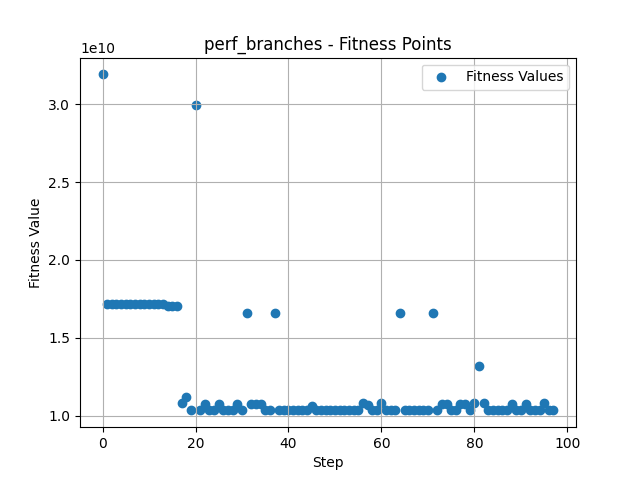 perf_branches - Fitness Points
1e10
Fitness Values
3.0
2.5
2.0
1.5
1.0
Fitness Value
0 20 40 60 80 100
Step